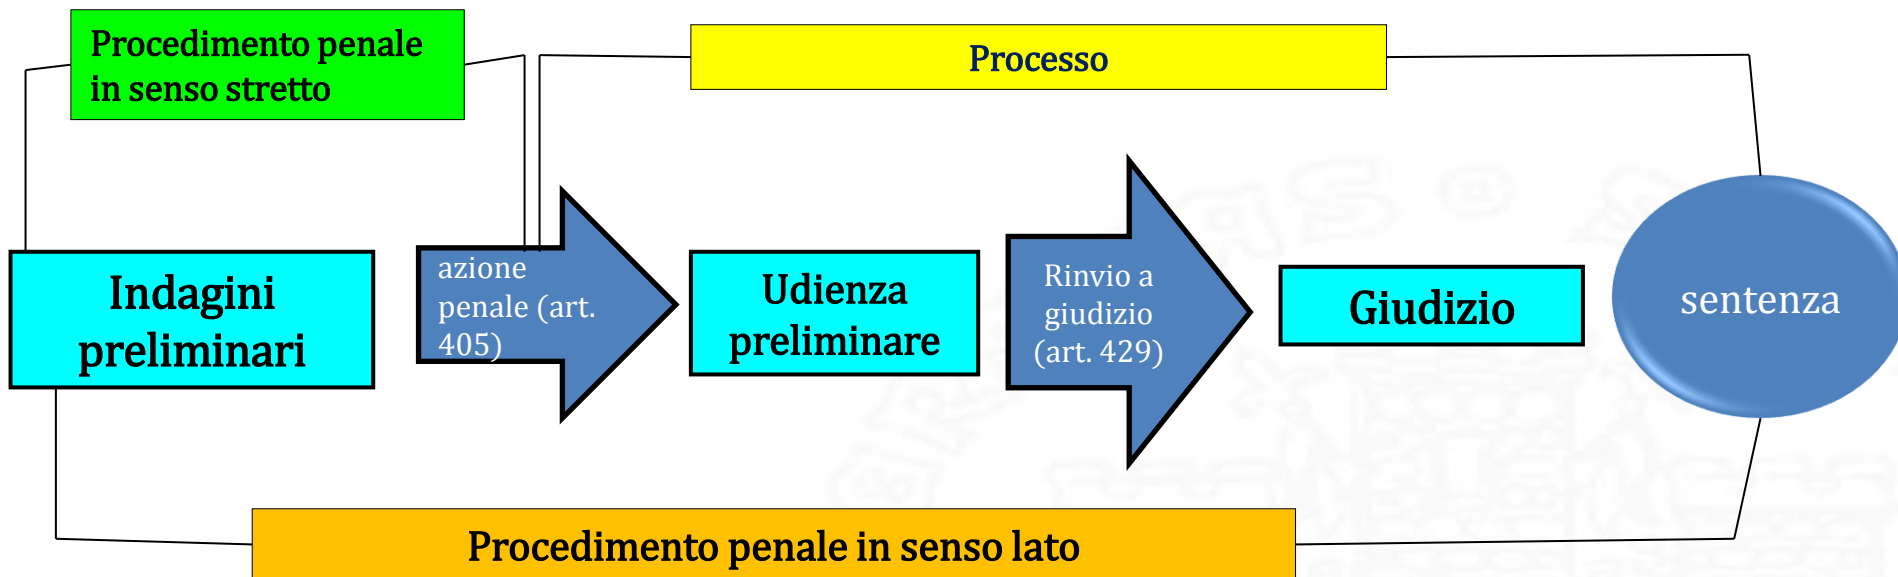 Procedimento penale
in senso stretto
Processo
Indagini
preliminari
azione
penale (art.
405)
Udienza
preliminare
Rinvio a
giudizio
(art. 429)
Giudizio
sentenza
Procedimento penale in senso lato